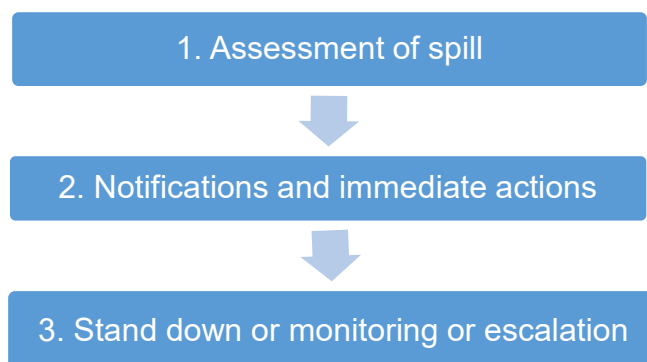 1. Assessment of spill
2. Notifications and immediate actions
3. Stand down or monitoring or escalation